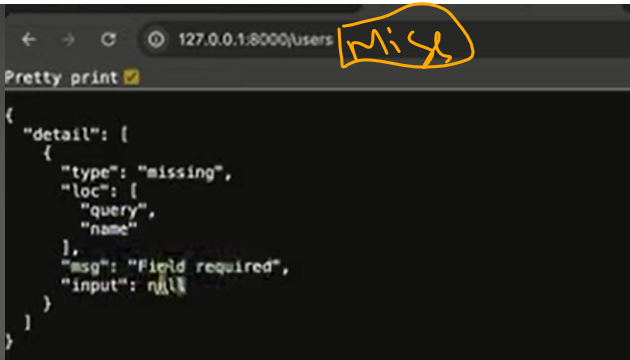 127.0.0.1:8000/users
Pretty print
{
"detail": [
{
"type": "missing",
"loc": [
"query",
"name"
],
"msg": "Field required",
"input": null
}
]
}